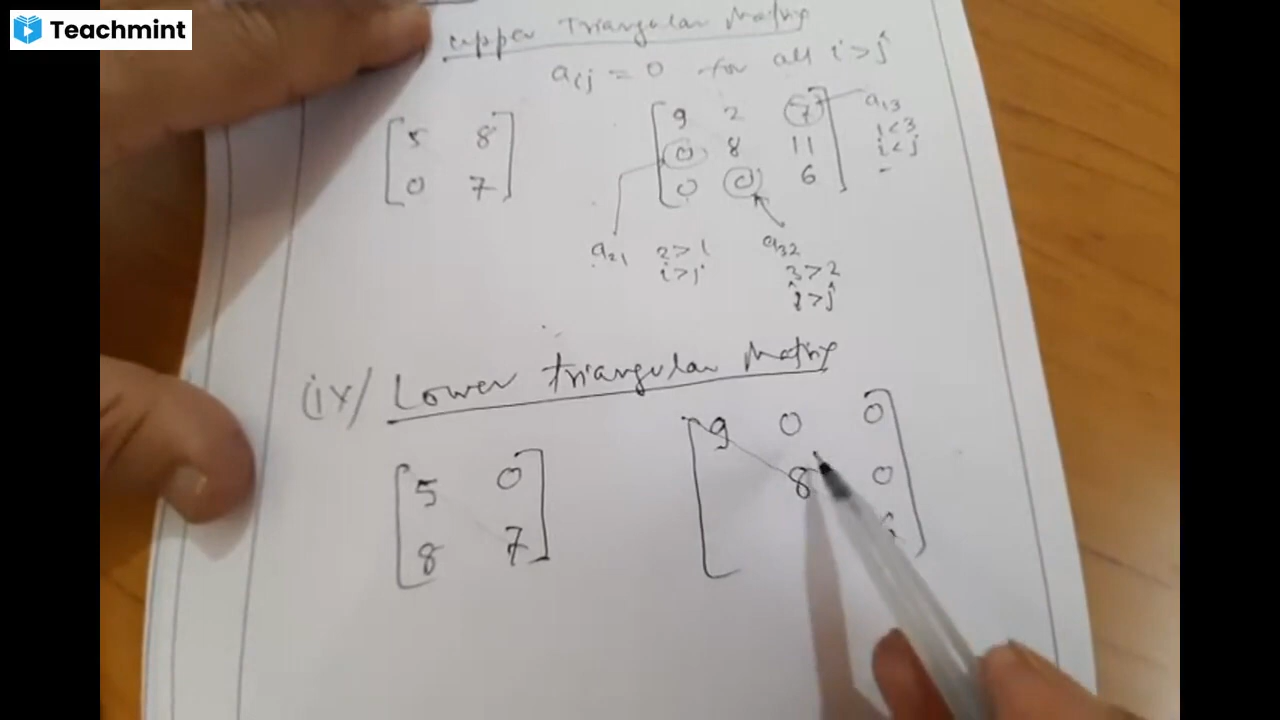 Teachmint
upper Triangular Matrix
aij = 0 for all i > j
[ 5 8
0 7 ]
[ 9 2 7
0 8 11
0 0 6 ]
a13
1 < 3
i < j
a21 2 > 1
i > j
a32
3 > 2
i > j
(iv) Lower triangular Matrix
[ 5 0
8 7 ]
[ 9 0 0
8 0 ]